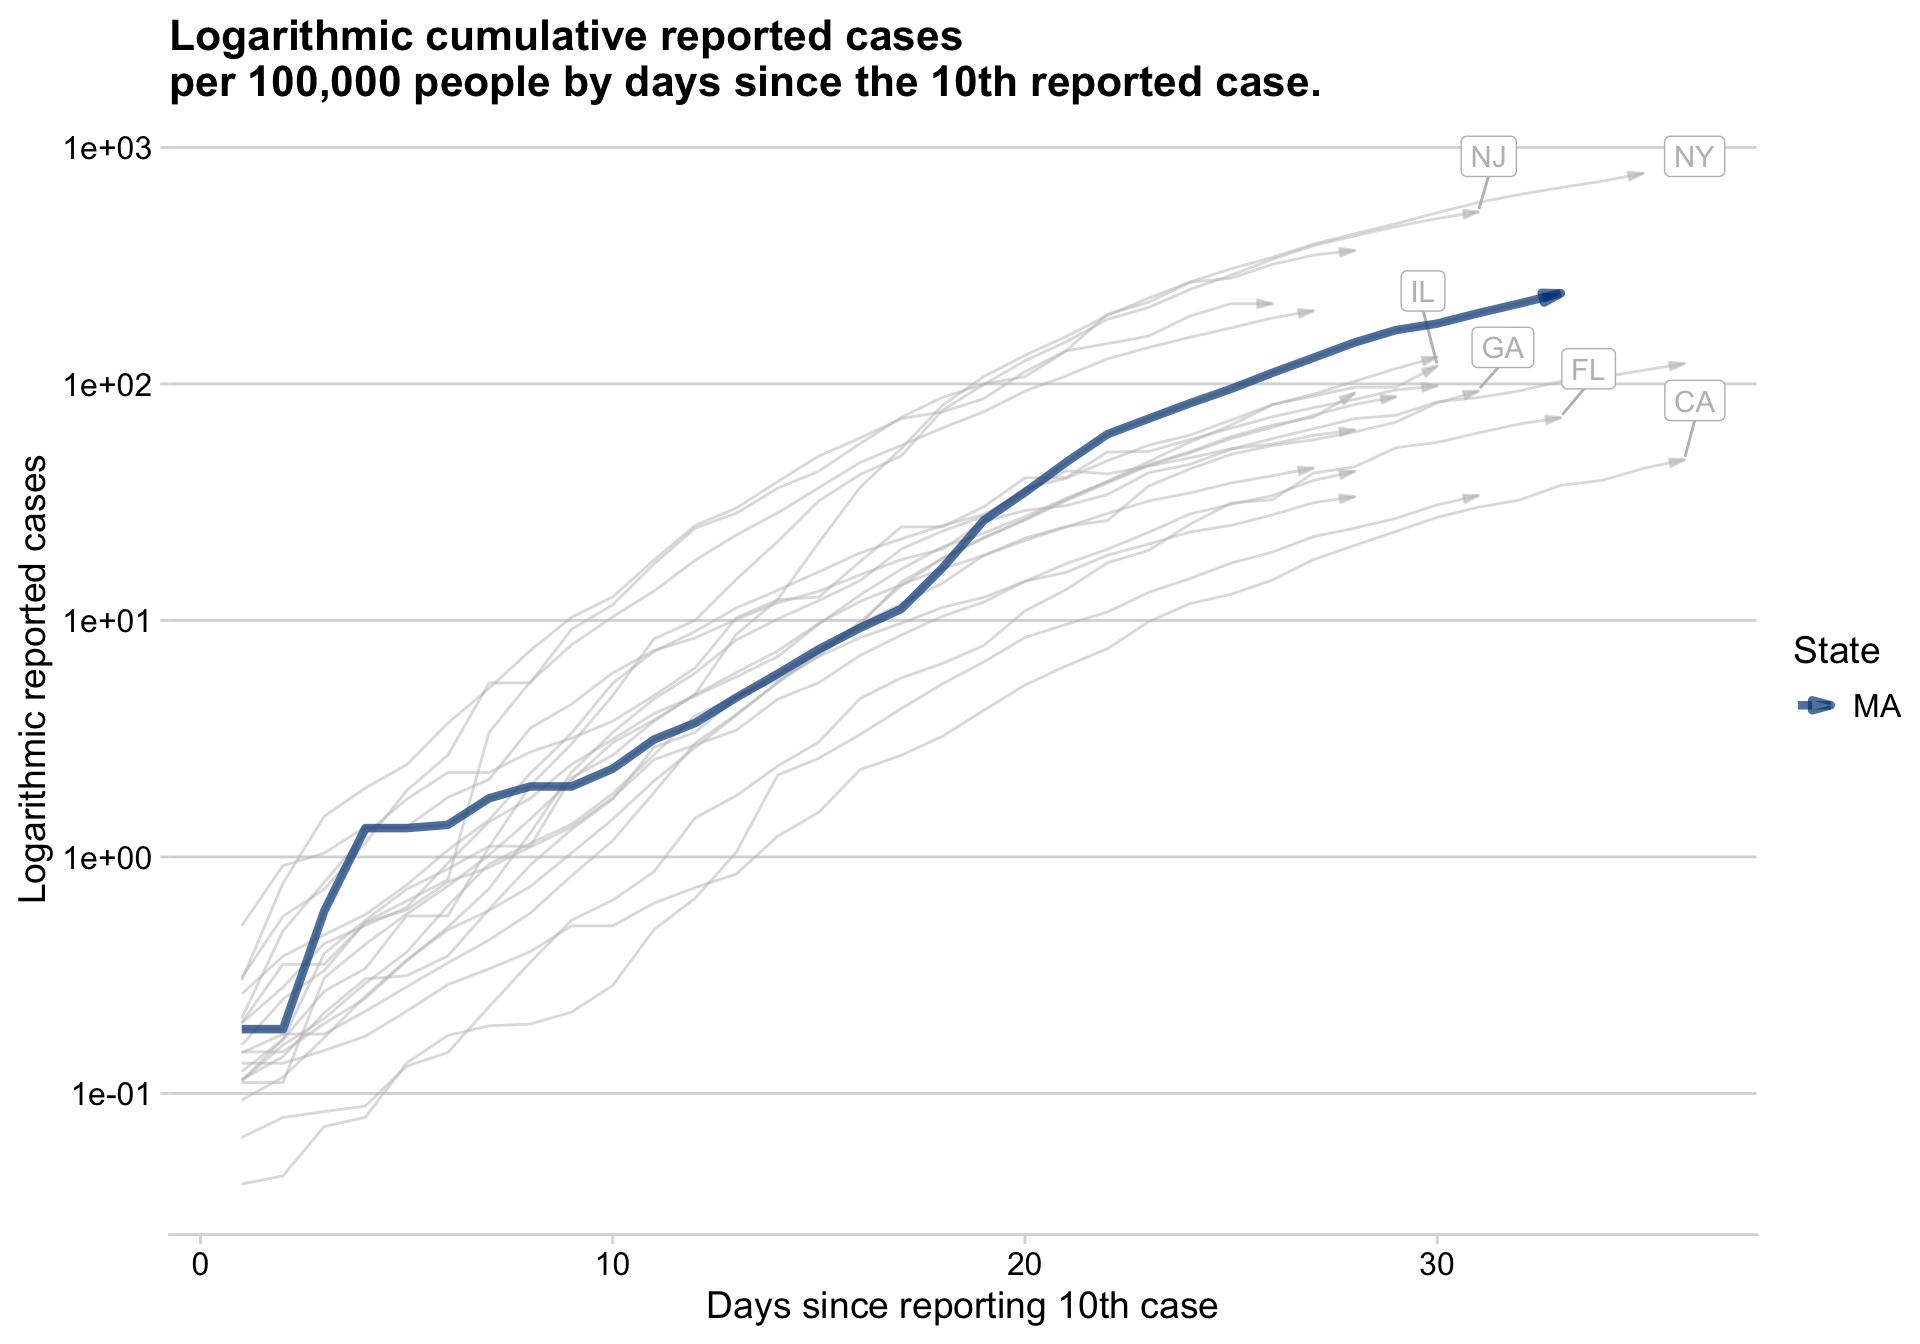 Logarithmic cumulative reported cases
per 100,000 people by days since the 10th reported case.
1e+03
1e+02
1e+01
1e+00
1e-01
Logarithmic reported cases
NJ
NY
IL
GA
FL
CA
State
MA
0
10
20
30
Days since reporting 10th case